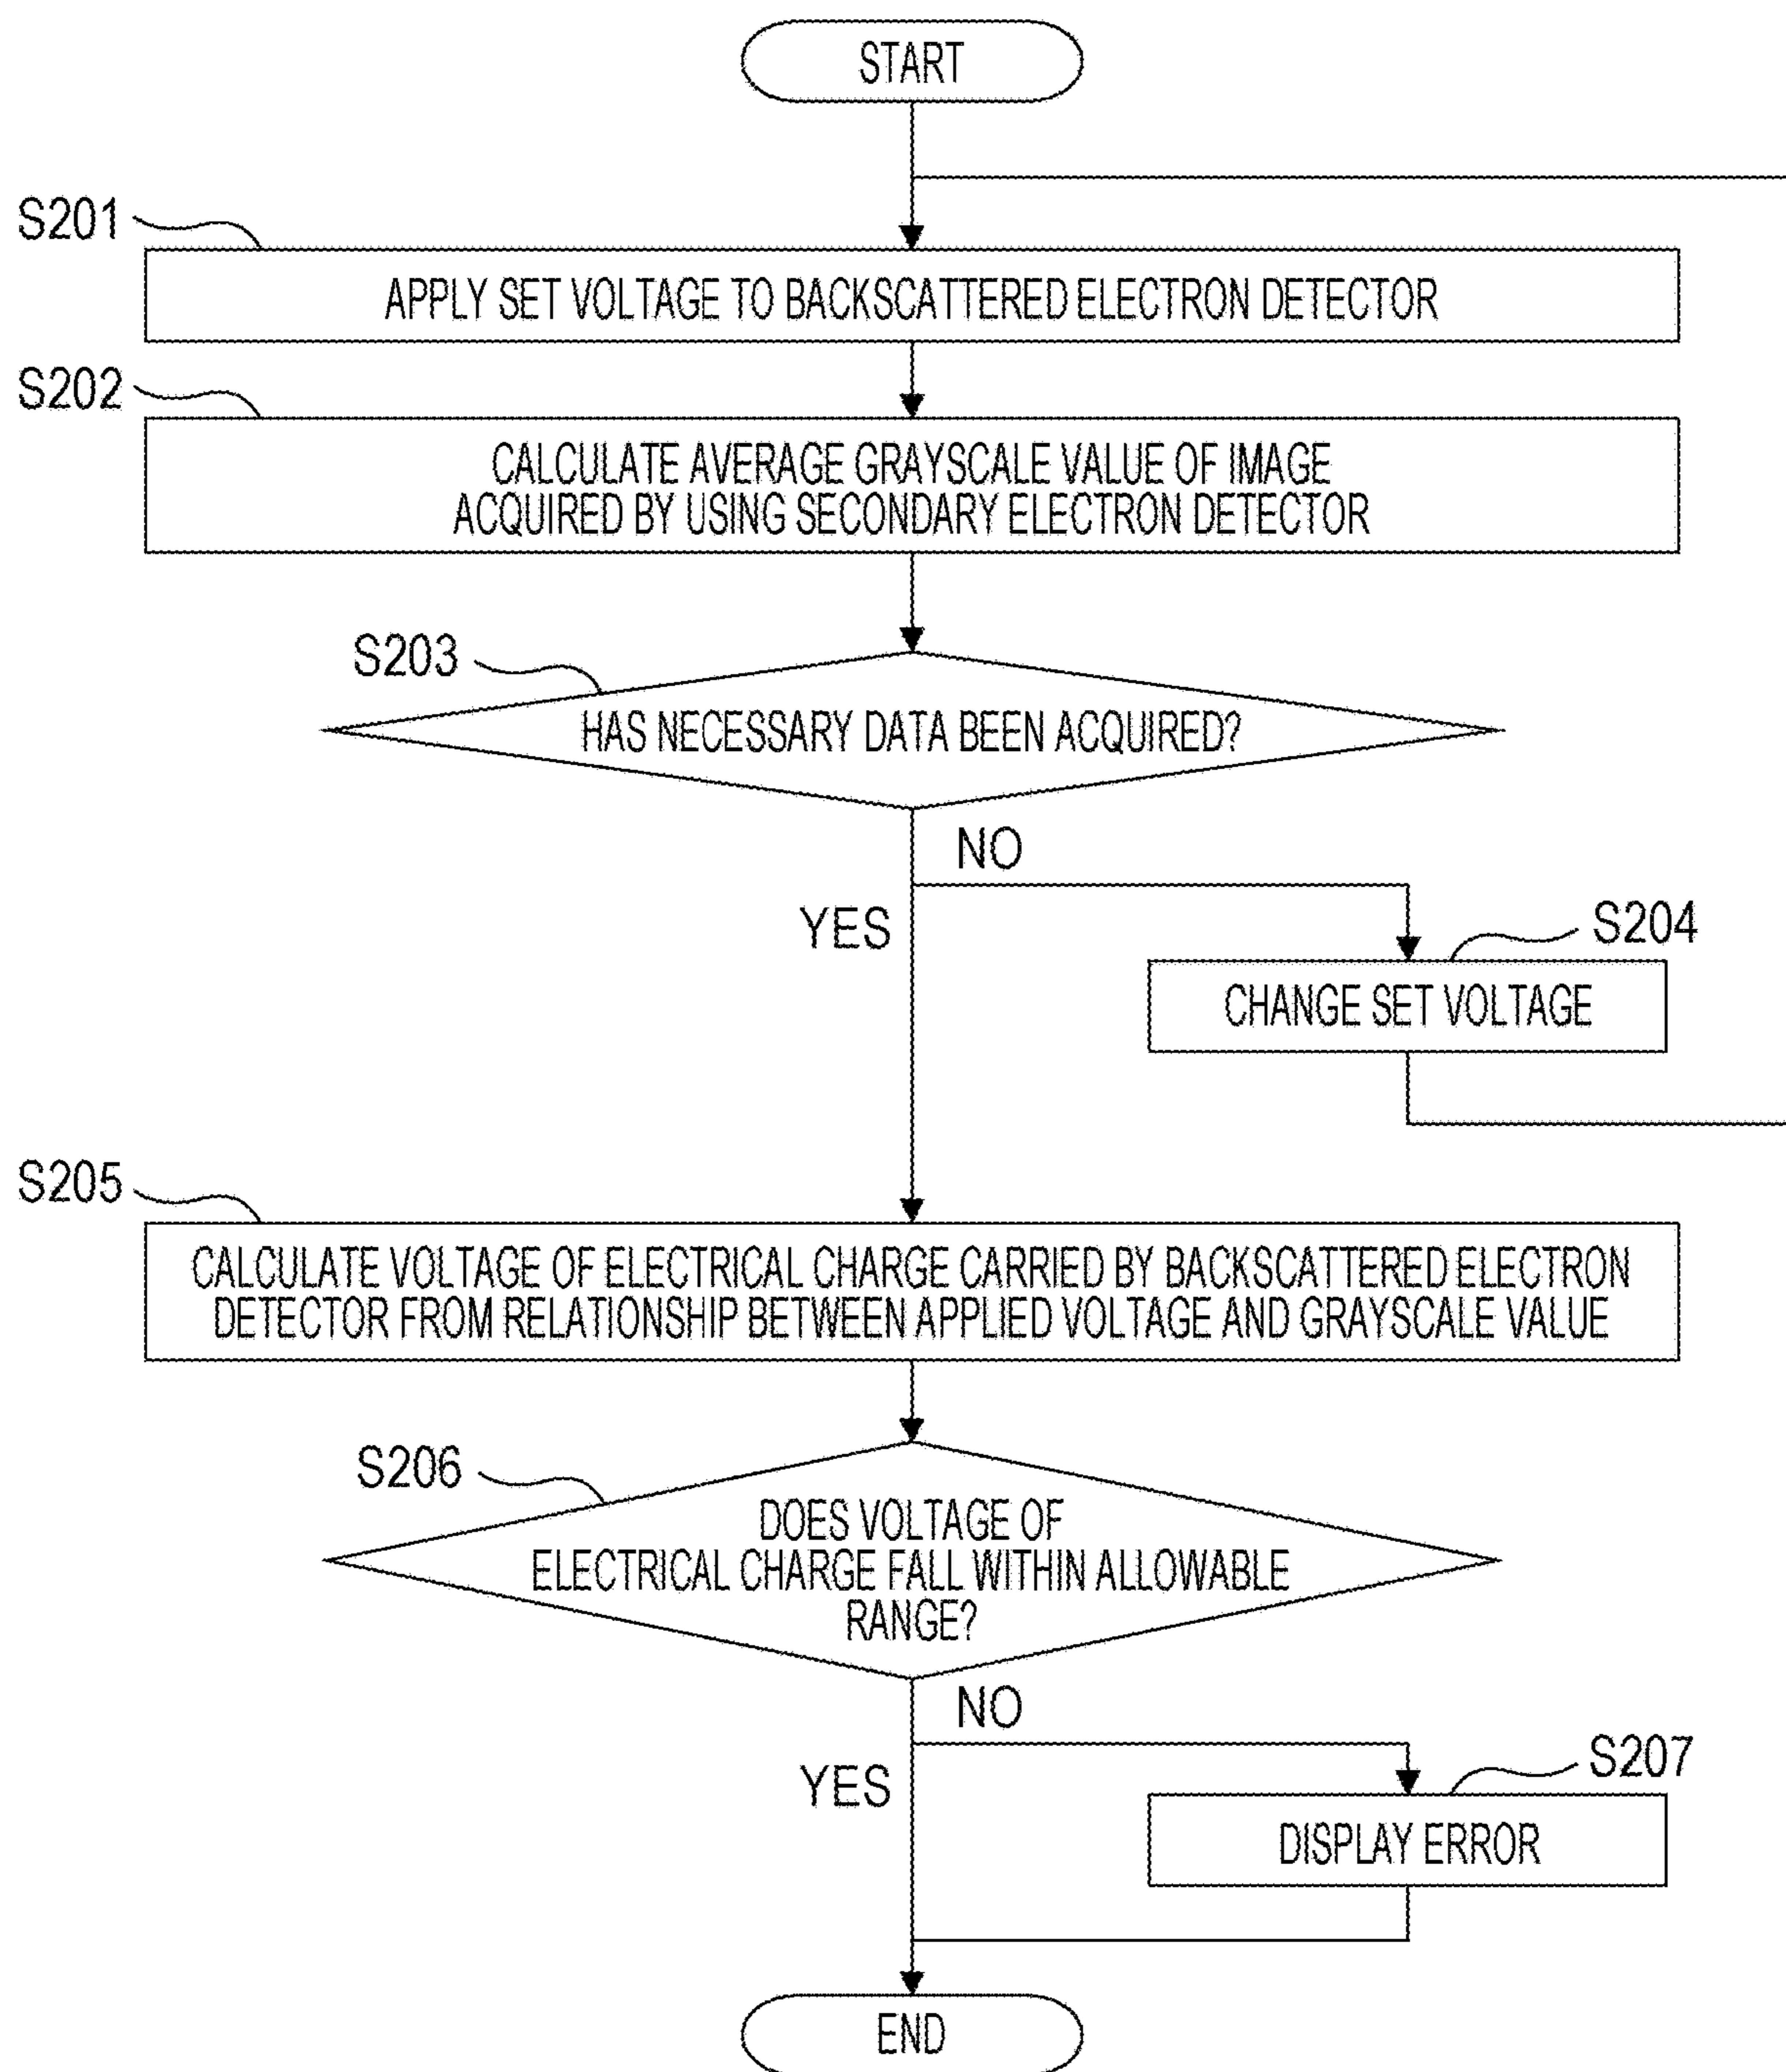 START
S201
APPLY SET VOLTAGE TO BACKSCATTERED ELECTRON DETECTOR
S202
CALCULATE AVERAGE GRAYSCALE VALUE OF IMAGE
ACQUIRED BY USING SECONDARY ELECTRON DETECTOR
S203
HAS NECESSARY DATA BEEN ACQUIRED?
NO
YES
S204
CHANGE SET VOLTAGE
S205
CALCULATE VOLTAGE OF ELECTRICAL CHARGE CARRIED BY BACKSCATTERED ELECTRON
DETECTOR FROM RELATIONSHIP BETWEEN APPLIED VOLTAGE AND GRAYSCALE VALUE
S206
DOES VOLTAGE OF
ELECTRICAL CHARGE FALL WITHIN ALLOWABLE
RANGE?
NO
YES
S207
DISPLAY ERROR
END